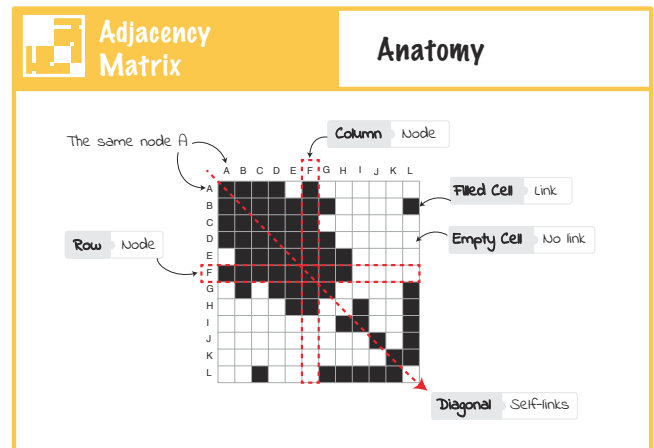 Adjacency
Matrix
Anatomy
The same node A
Column Node
A B C D E F G H I J K L
A
B
C
D
E
F
G
H
I
J
K
L
Filled Cell Link
Empty Cell No link
Row Node
Diagonal Self-links